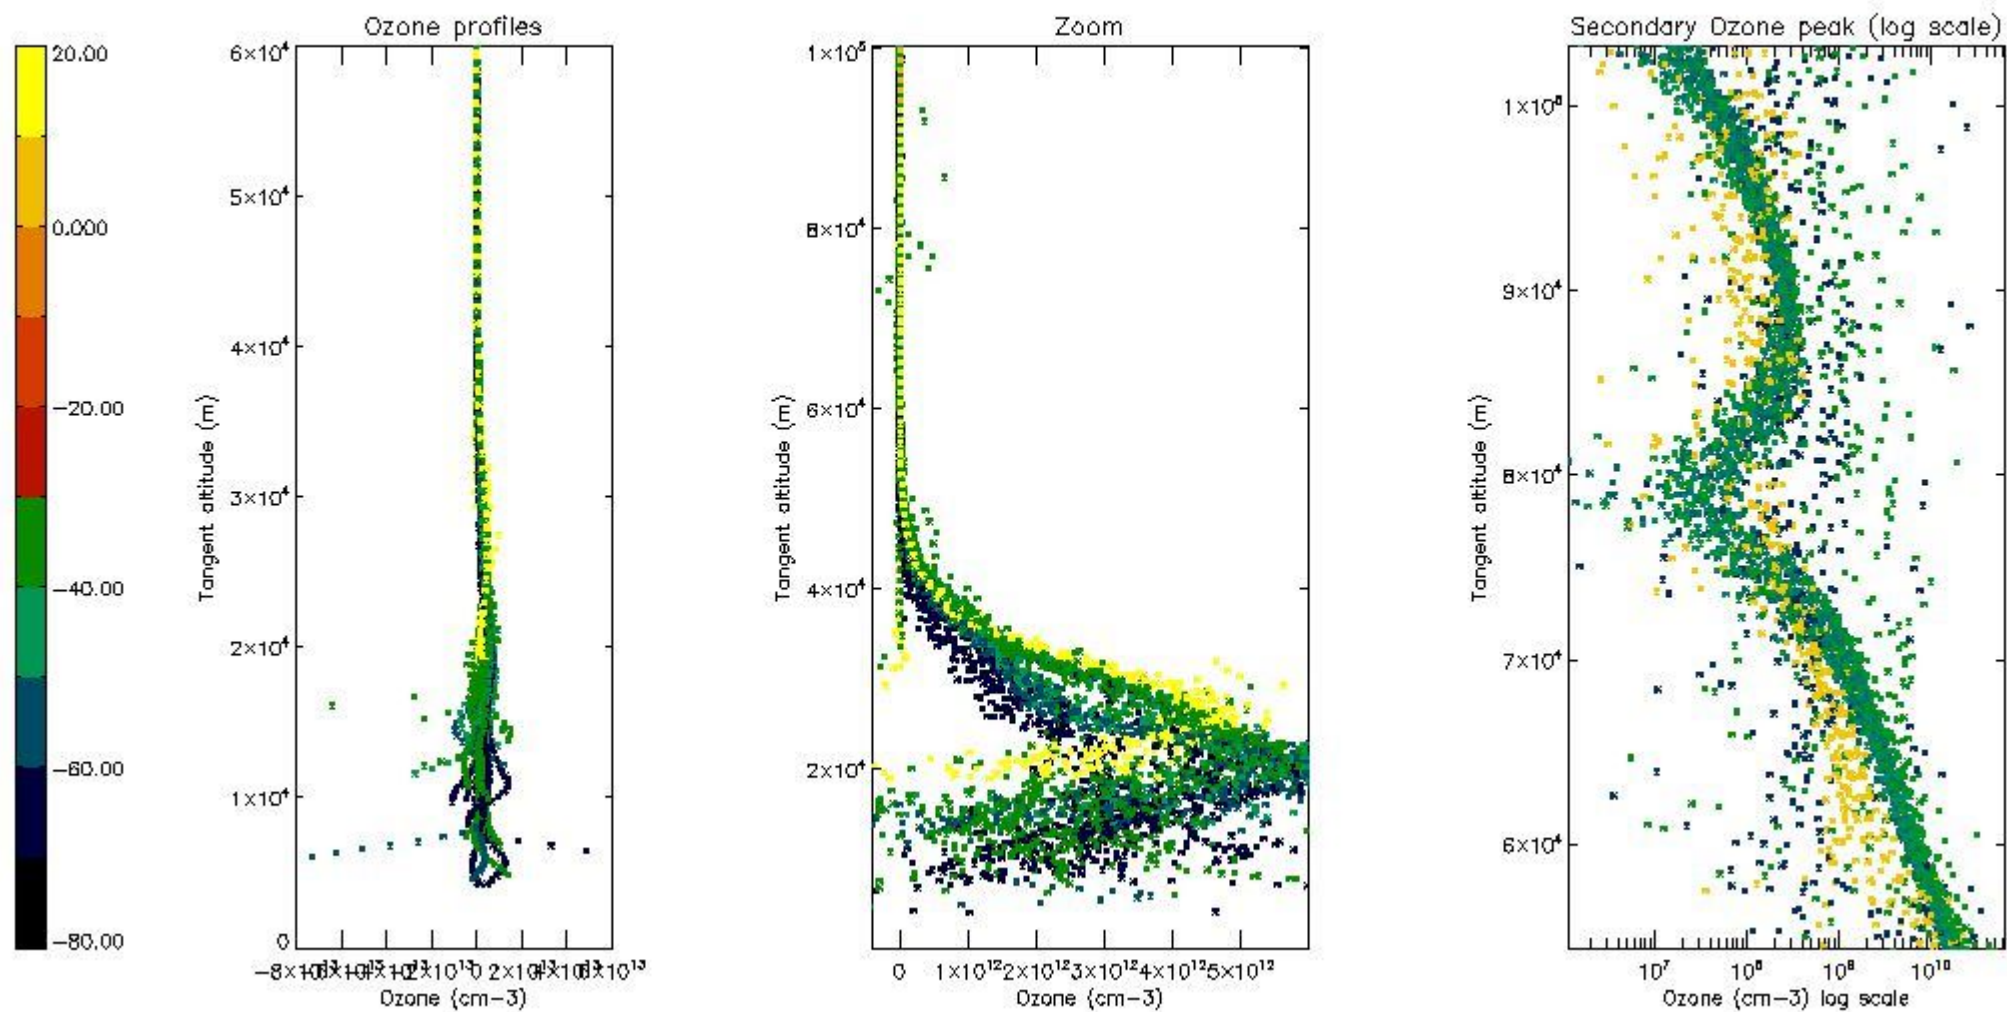 Ozone profiles
Zoom
Secondary Ozone peak (log scale)
20.00
0.000
−20.00
−40.00
−60.00
−80.00
6×10⁴
5×10⁴
4×10⁴
3×10⁴
2×10⁴
1×10⁴
0
Tangent altitude (m)
0
Ozone (cm−3)
1×10⁵
8×10⁴
6×10⁴
4×10⁴
2×10⁴
Tangent altitude (m)
0 1×10¹² 2×10¹² 3×10¹² 4×10¹² 5×10¹²
Ozone (cm−3)
9×10⁴
8×10⁴
7×10⁴
6×10⁴
Tangent altitude (m)
10⁷ 10⁸ 10⁹ 10¹⁰
Ozone (cm−3) log scale